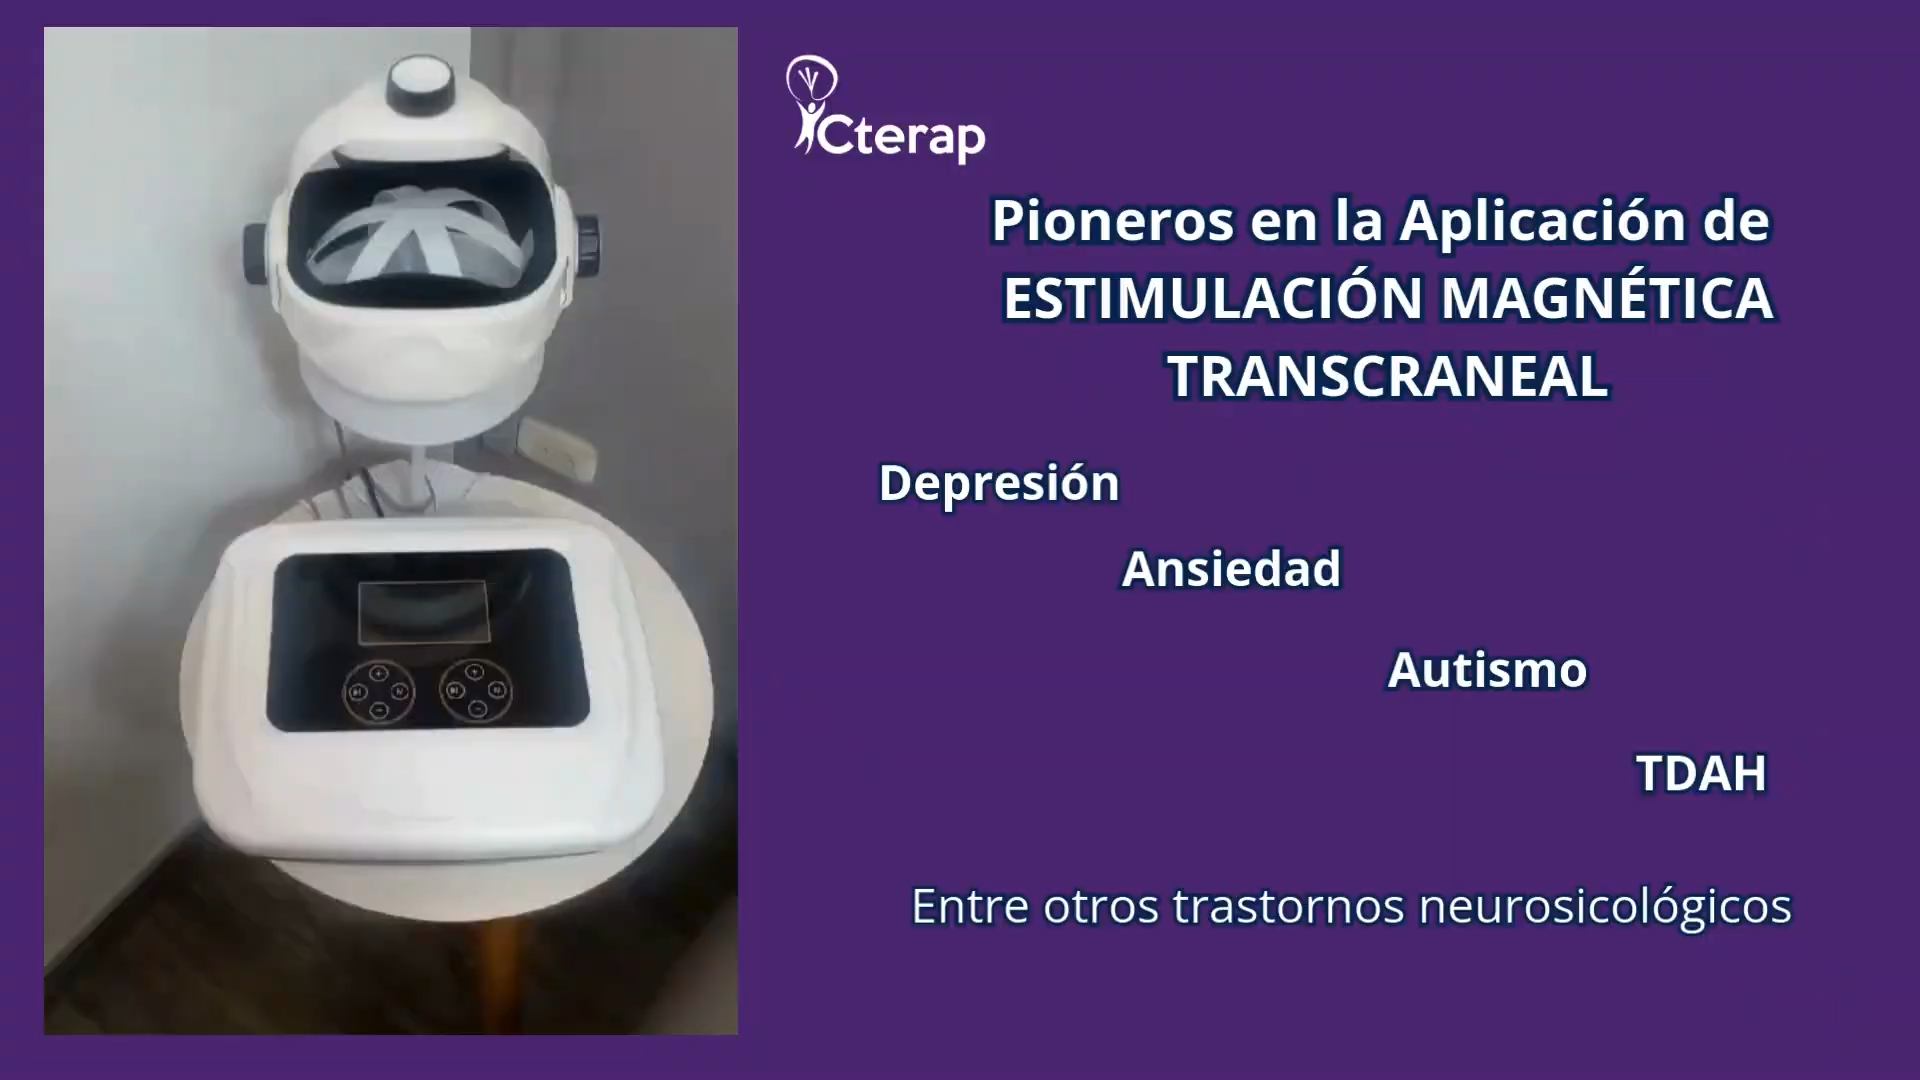 Cterap
Pioneros en la Aplicación de
ESTIMULACIÓN MAGNÉTICA
TRANSCRANEAL
Depresión
Ansiedad
Autismo
TDAH
Entre otros trastornos neurosicológicos